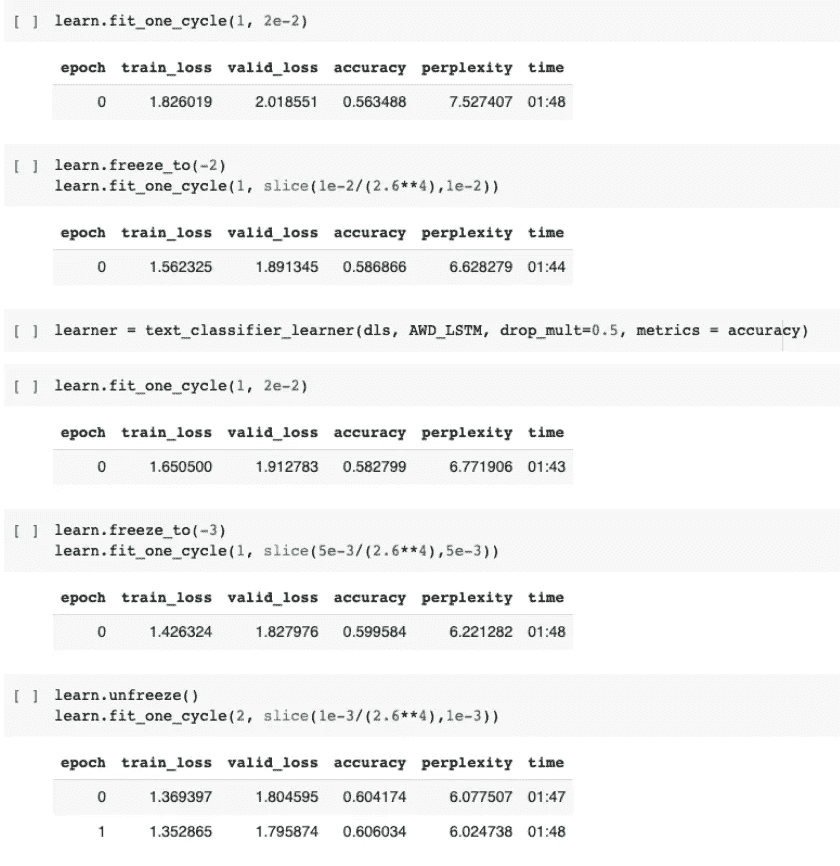 [ ] learn.fit_one_cycle(1, 2e-2)
epoch train_loss valid_loss accuracy perplexity time
0 1.826019 2.018551 0.563488 7.527407 01:48
[ ] learn.freeze_to(-2)
learn.fit_one_cycle(1, slice(1e-2/(2.6**4),1e-2))
epoch train_loss valid_loss accuracy perplexity time
0 1.562325 1.891345 0.586866 6.628279 01:44
[ ] learner = text_classifier_learner(dls, AWD_LSTM, drop_mult=0.5, metrics = accuracy)
[ ] learn.fit_one_cycle(1, 2e-2)
epoch train_loss valid_loss accuracy perplexity time
0 1.650500 1.912783 0.582799 6.771906 01:43
[ ] learn.freeze_to(-3)
learn.fit_one_cycle(1, slice(5e-3/(2.6**4),5e-3))
epoch train_loss valid_loss accuracy perplexity time
0 1.426324 1.827976 0.599584 6.221282 01:48
[ ] learn.unfreeze()
learn.fit_one_cycle(2, slice(1e-3/(2.6**4),1e-3))
epoch train_loss valid_loss accuracy perplexity time
0 1.369397 1.804595 0.604174 6.077507 01:47
1 1.352865 1.795874 0.606034 6.024738 01:48